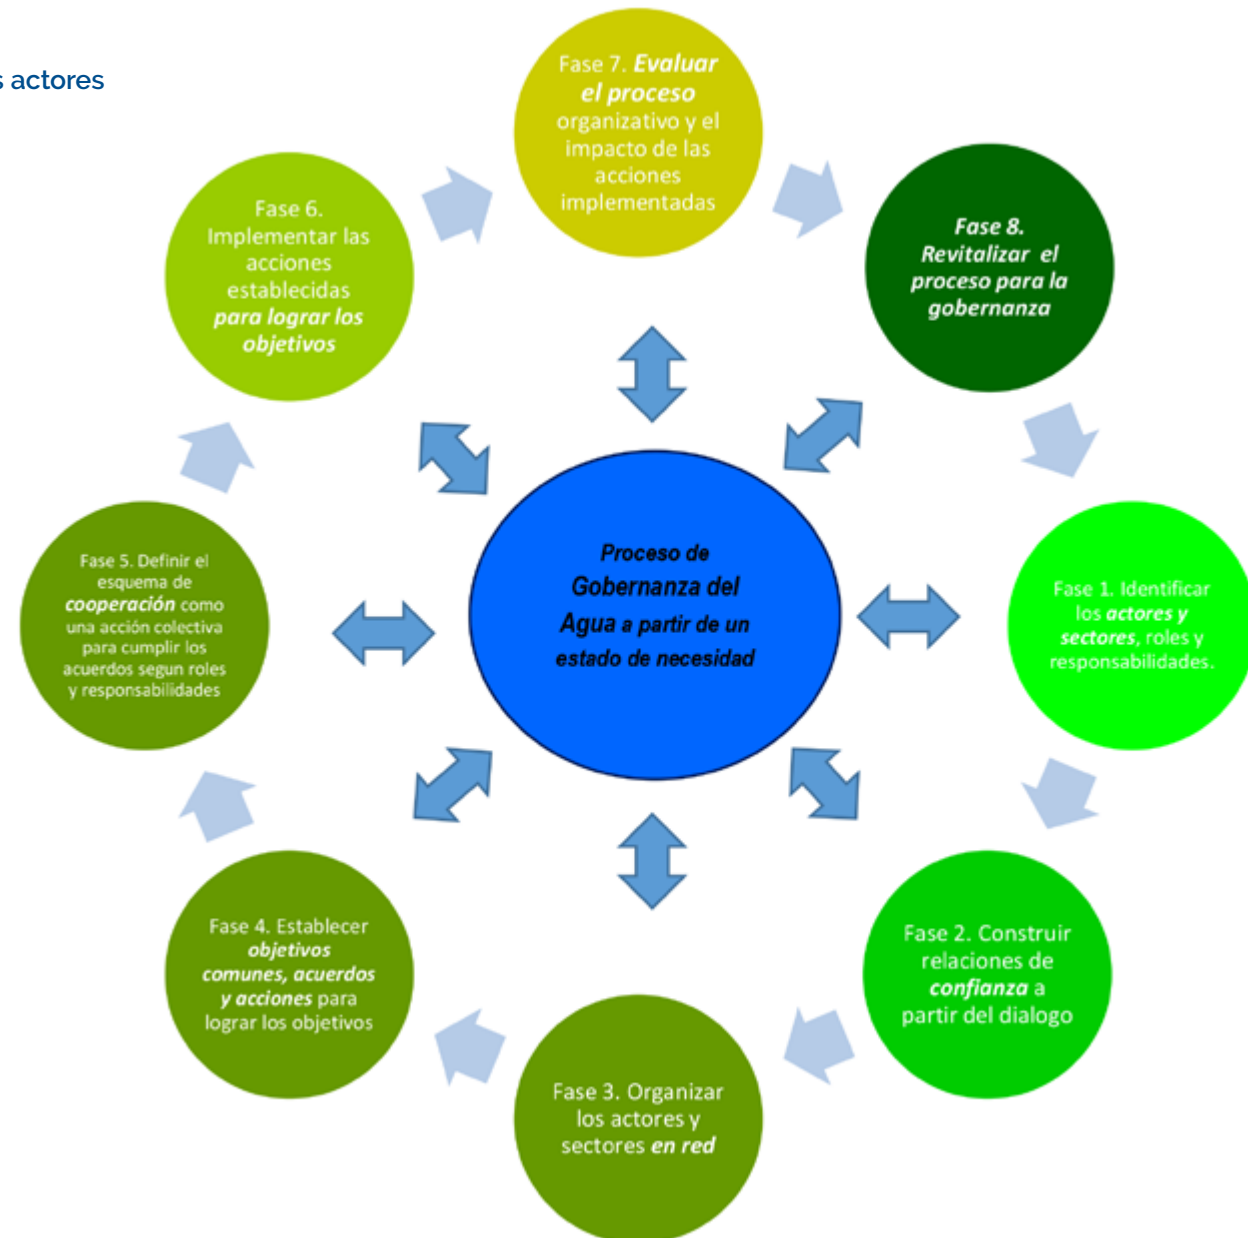 s actores
Fase 7. Evaluar
el proceso
organizativo y el
impacto de las
acciones
implementadas
Fase 8.
Revitalizar el
proceso para la
gobernanza
Fase 1. Identificar
los actores y
sectores, roles y
responsabilidades.
Fase 2. Construir
relaciones de
confianza a
partir del dialogo
Fase 3. Organizar
los actores y
sectores en red
Fase 4. Establecer
objetivos
comunes, acuerdos
y acciones para
lograr los objetivos
Fase 5. Definir el
esquema de
cooperación como
una acción colectiva
para cumplir los
acuerdos segun roles
y responsabilidades
Fase 6.
Implementar las
acciones
establecidas
para lograr los
objetivos
Proceso de
Gobernanza del
Agua a partir de un
estado de necesidad